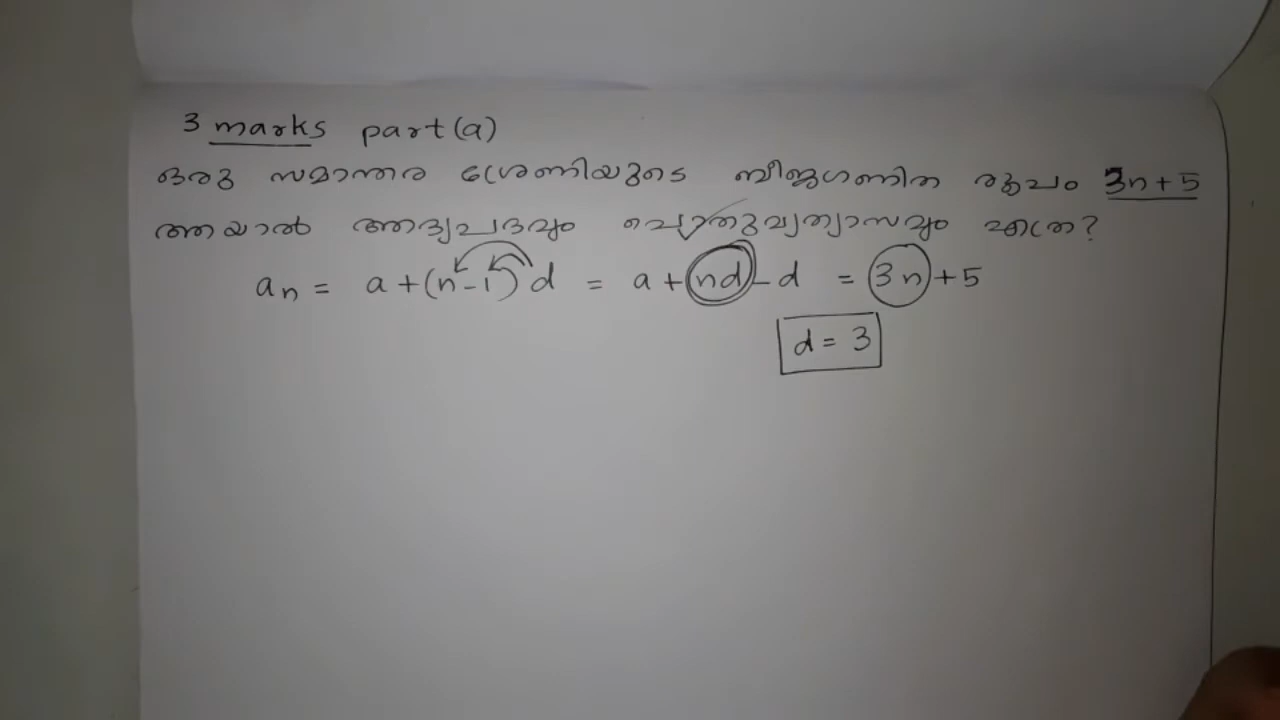 3 marks part(a)
ഒരു സമാന്തര ശ്രേണിയുടെ ബീജഗണിത രൂപം 3n+5
ആയാൽ ആദ്യപദവും പൊതുവ്യത്യാസവും എത്ര?
aₙ = a+(n-1)d = a+nd-d = 3n+5
d = 3